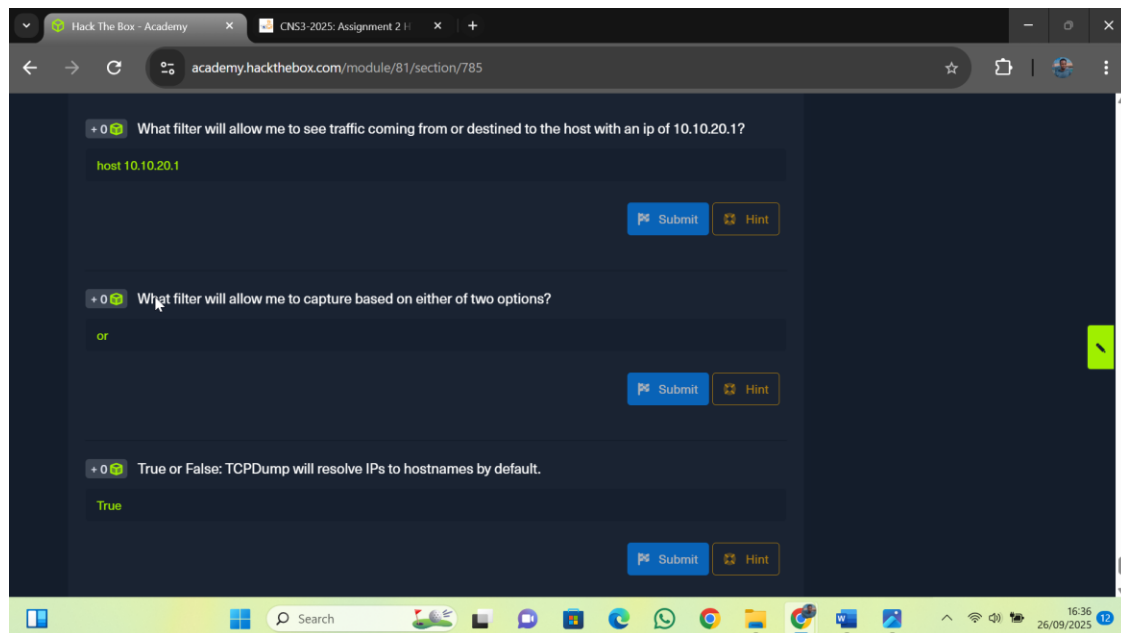 Hack The Box - Academy
CNS3-2025: Assignment 2 H
academy.hackthebox.com/module/81/section/785
+ 0 What filter will allow me to see traffic coming from or destined to the host with an ip of 10.10.20.1?
host 10.10.20.1
Submit Hint
+ 0 What filter will allow me to capture based on either of two options?
or
Submit Hint
+ 0 True or False: TCPDump will resolve IPs to hostnames by default.
True
Submit Hint
Search
16:36
26/09/2025 12